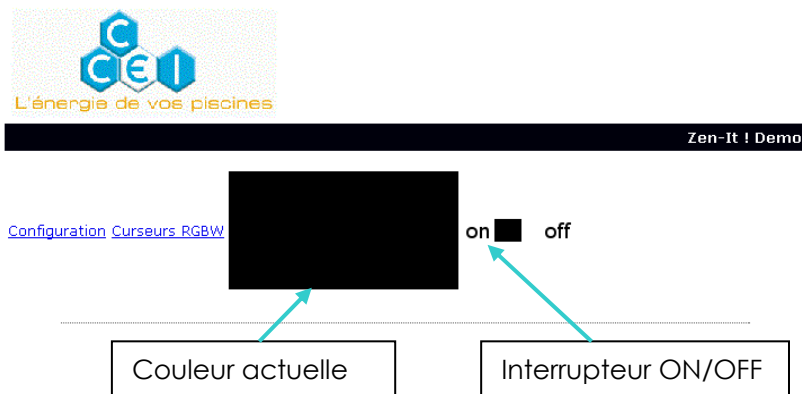 C
CEI
L'énergie de vos piscines
Zen-It ! Demo
Configuration Curseurs RGBW on off
Couleur actuelle
Interrupteur ON/OFF